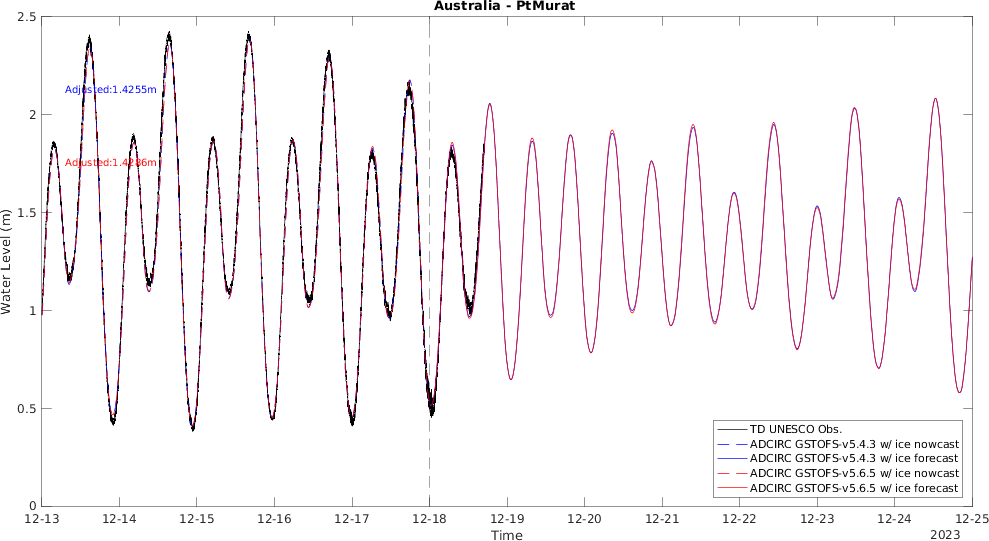 Australia - PtMurat
2.5
2
1.5
1
0.5
0
Water Level (m)
Adjusted:1.4255m
Adjusted:1.4286m
TD UNESCO Obs.
ADCIRC GSTOFS-v5.4.3 w/ ice nowcast
ADCIRC GSTOFS-v5.4.3 w/ ice forecast
ADCIRC GSTOFS-v5.6.5 w/ ice nowcast
ADCIRC GSTOFS-v5.6.5 w/ ice forecast
12-13 12-14 12-15 12-16 12-17 12-18 12-19 12-20 12-21 12-22 12-23 12-24 12-25
Time
2023